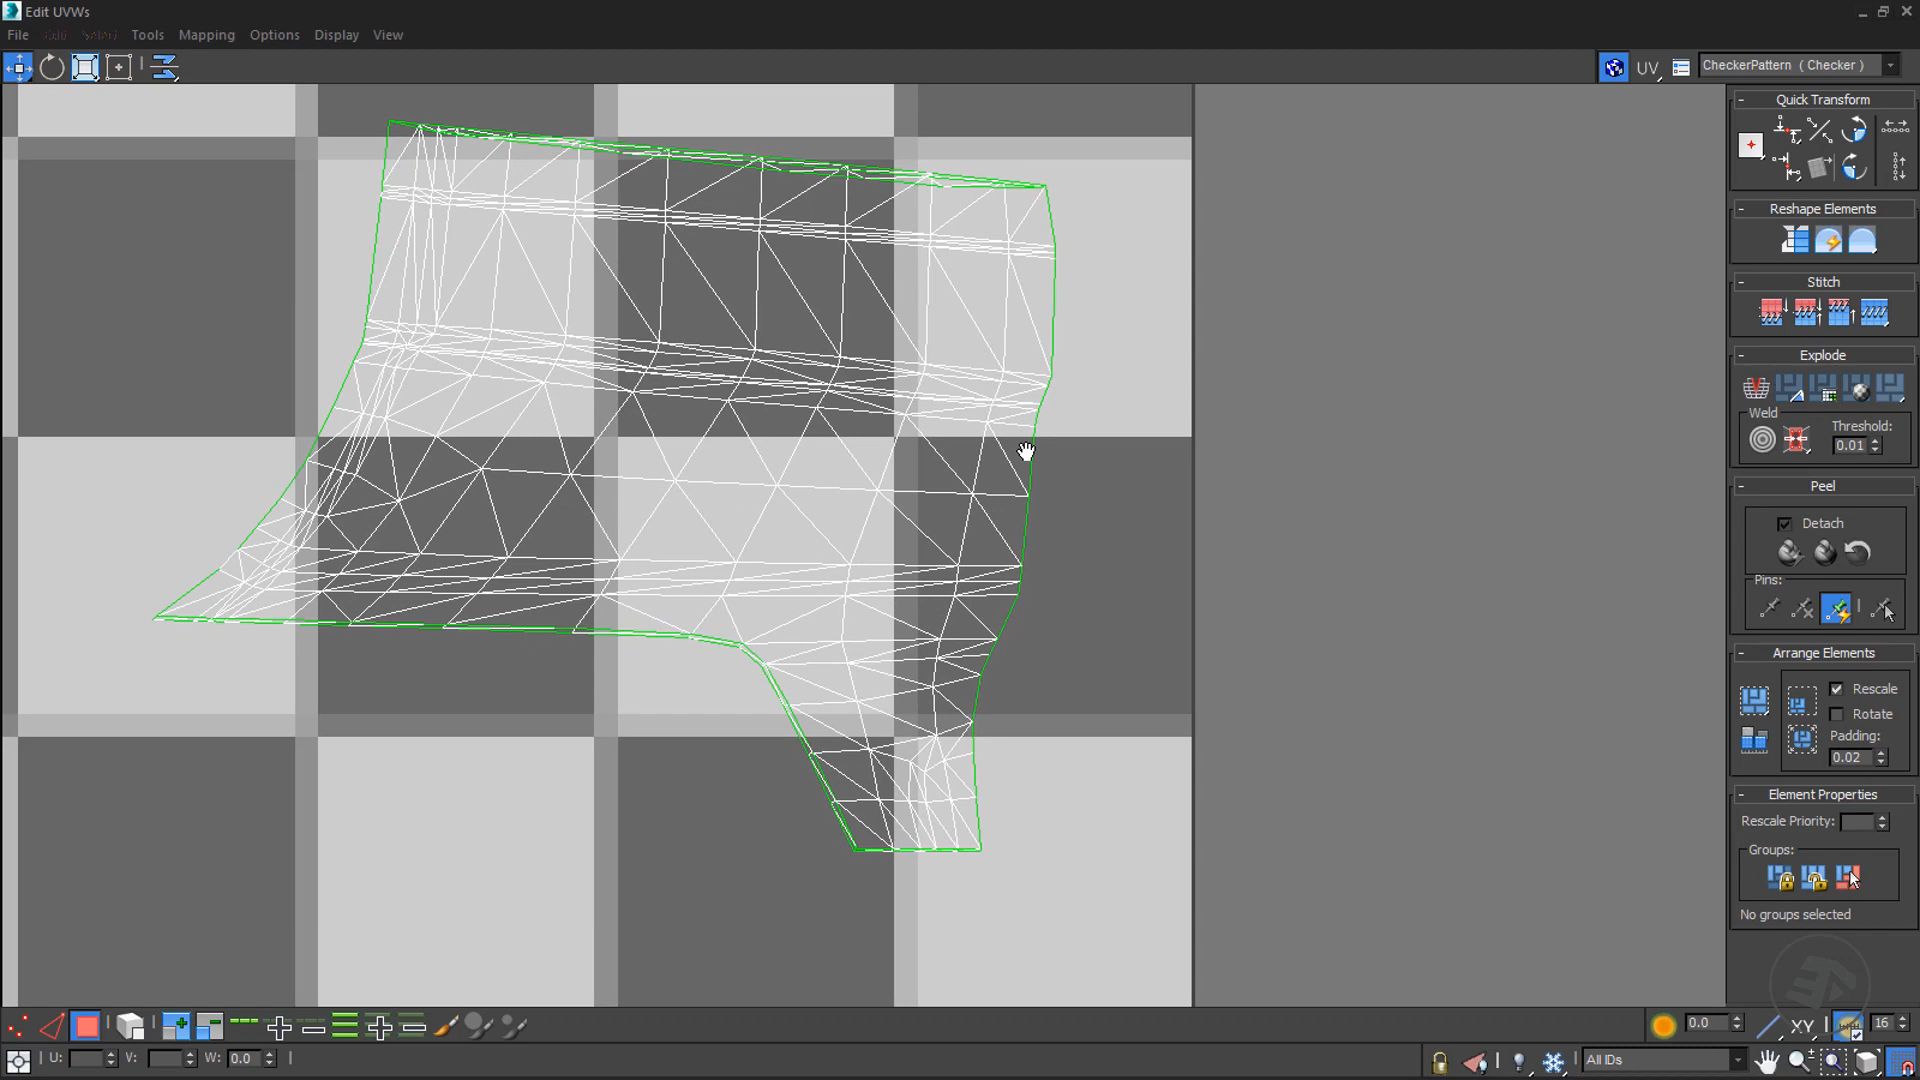 Edit UVWs
File Edit Select Tools Mapping Options Display View
UV CheckerPattern ( Checker )
Quick Transform
Reshape Elements
Stitch
Explode
Weld
Threshold:
0.01
Peel
Detach
Pins:
Arrange Elements
Rescale
Rotate
Padding:
0.02
Element Properties
Rescale Priority:
Groups:
No groups selected
0.0 XY 16
U: V: W: 0.0 All IDs